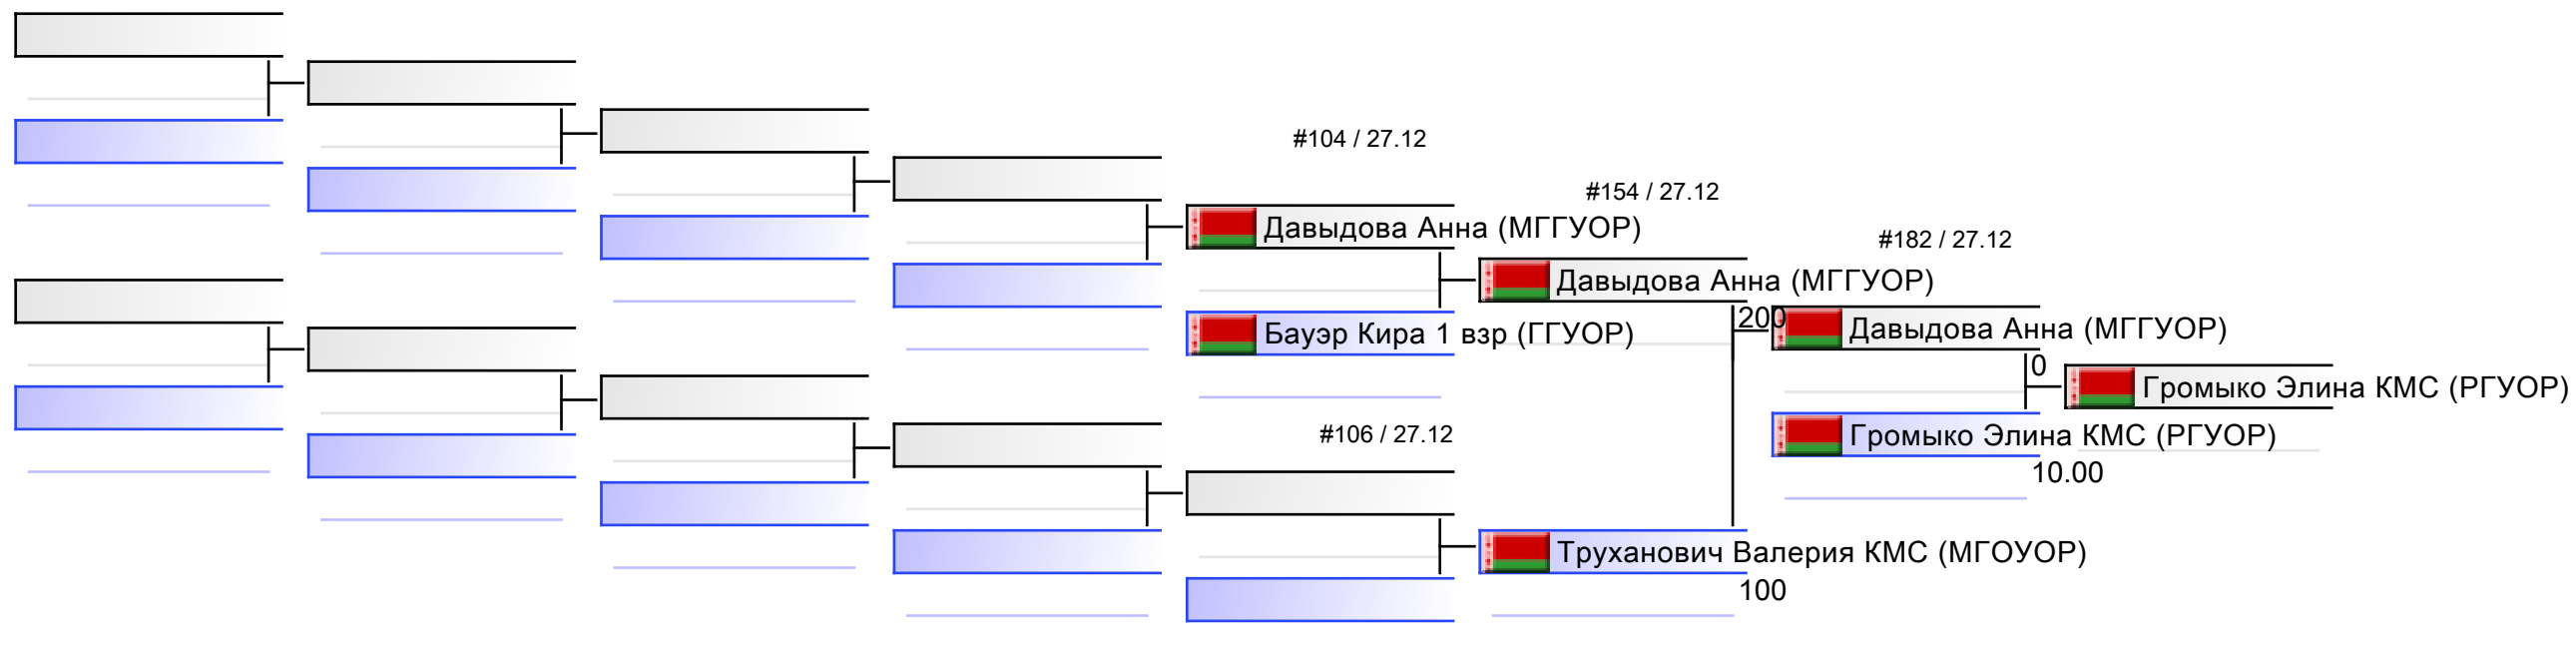 #104 / 27.12
#154 / 27.12
Давыдова Анна (МГГУОР)
#182 / 27.12
Давыдова Анна (МГГУОР)
200
Бауэр Кира 1 взр (ГГУОР)
Давыдова Анна (МГГУОР)
0
Громыко Элина КМС (РГУОР)
#106 / 27.12
Громыко Элина КМС (РГУОР)
10.00
Труханович Валерия КМС (МГОУОР)
100